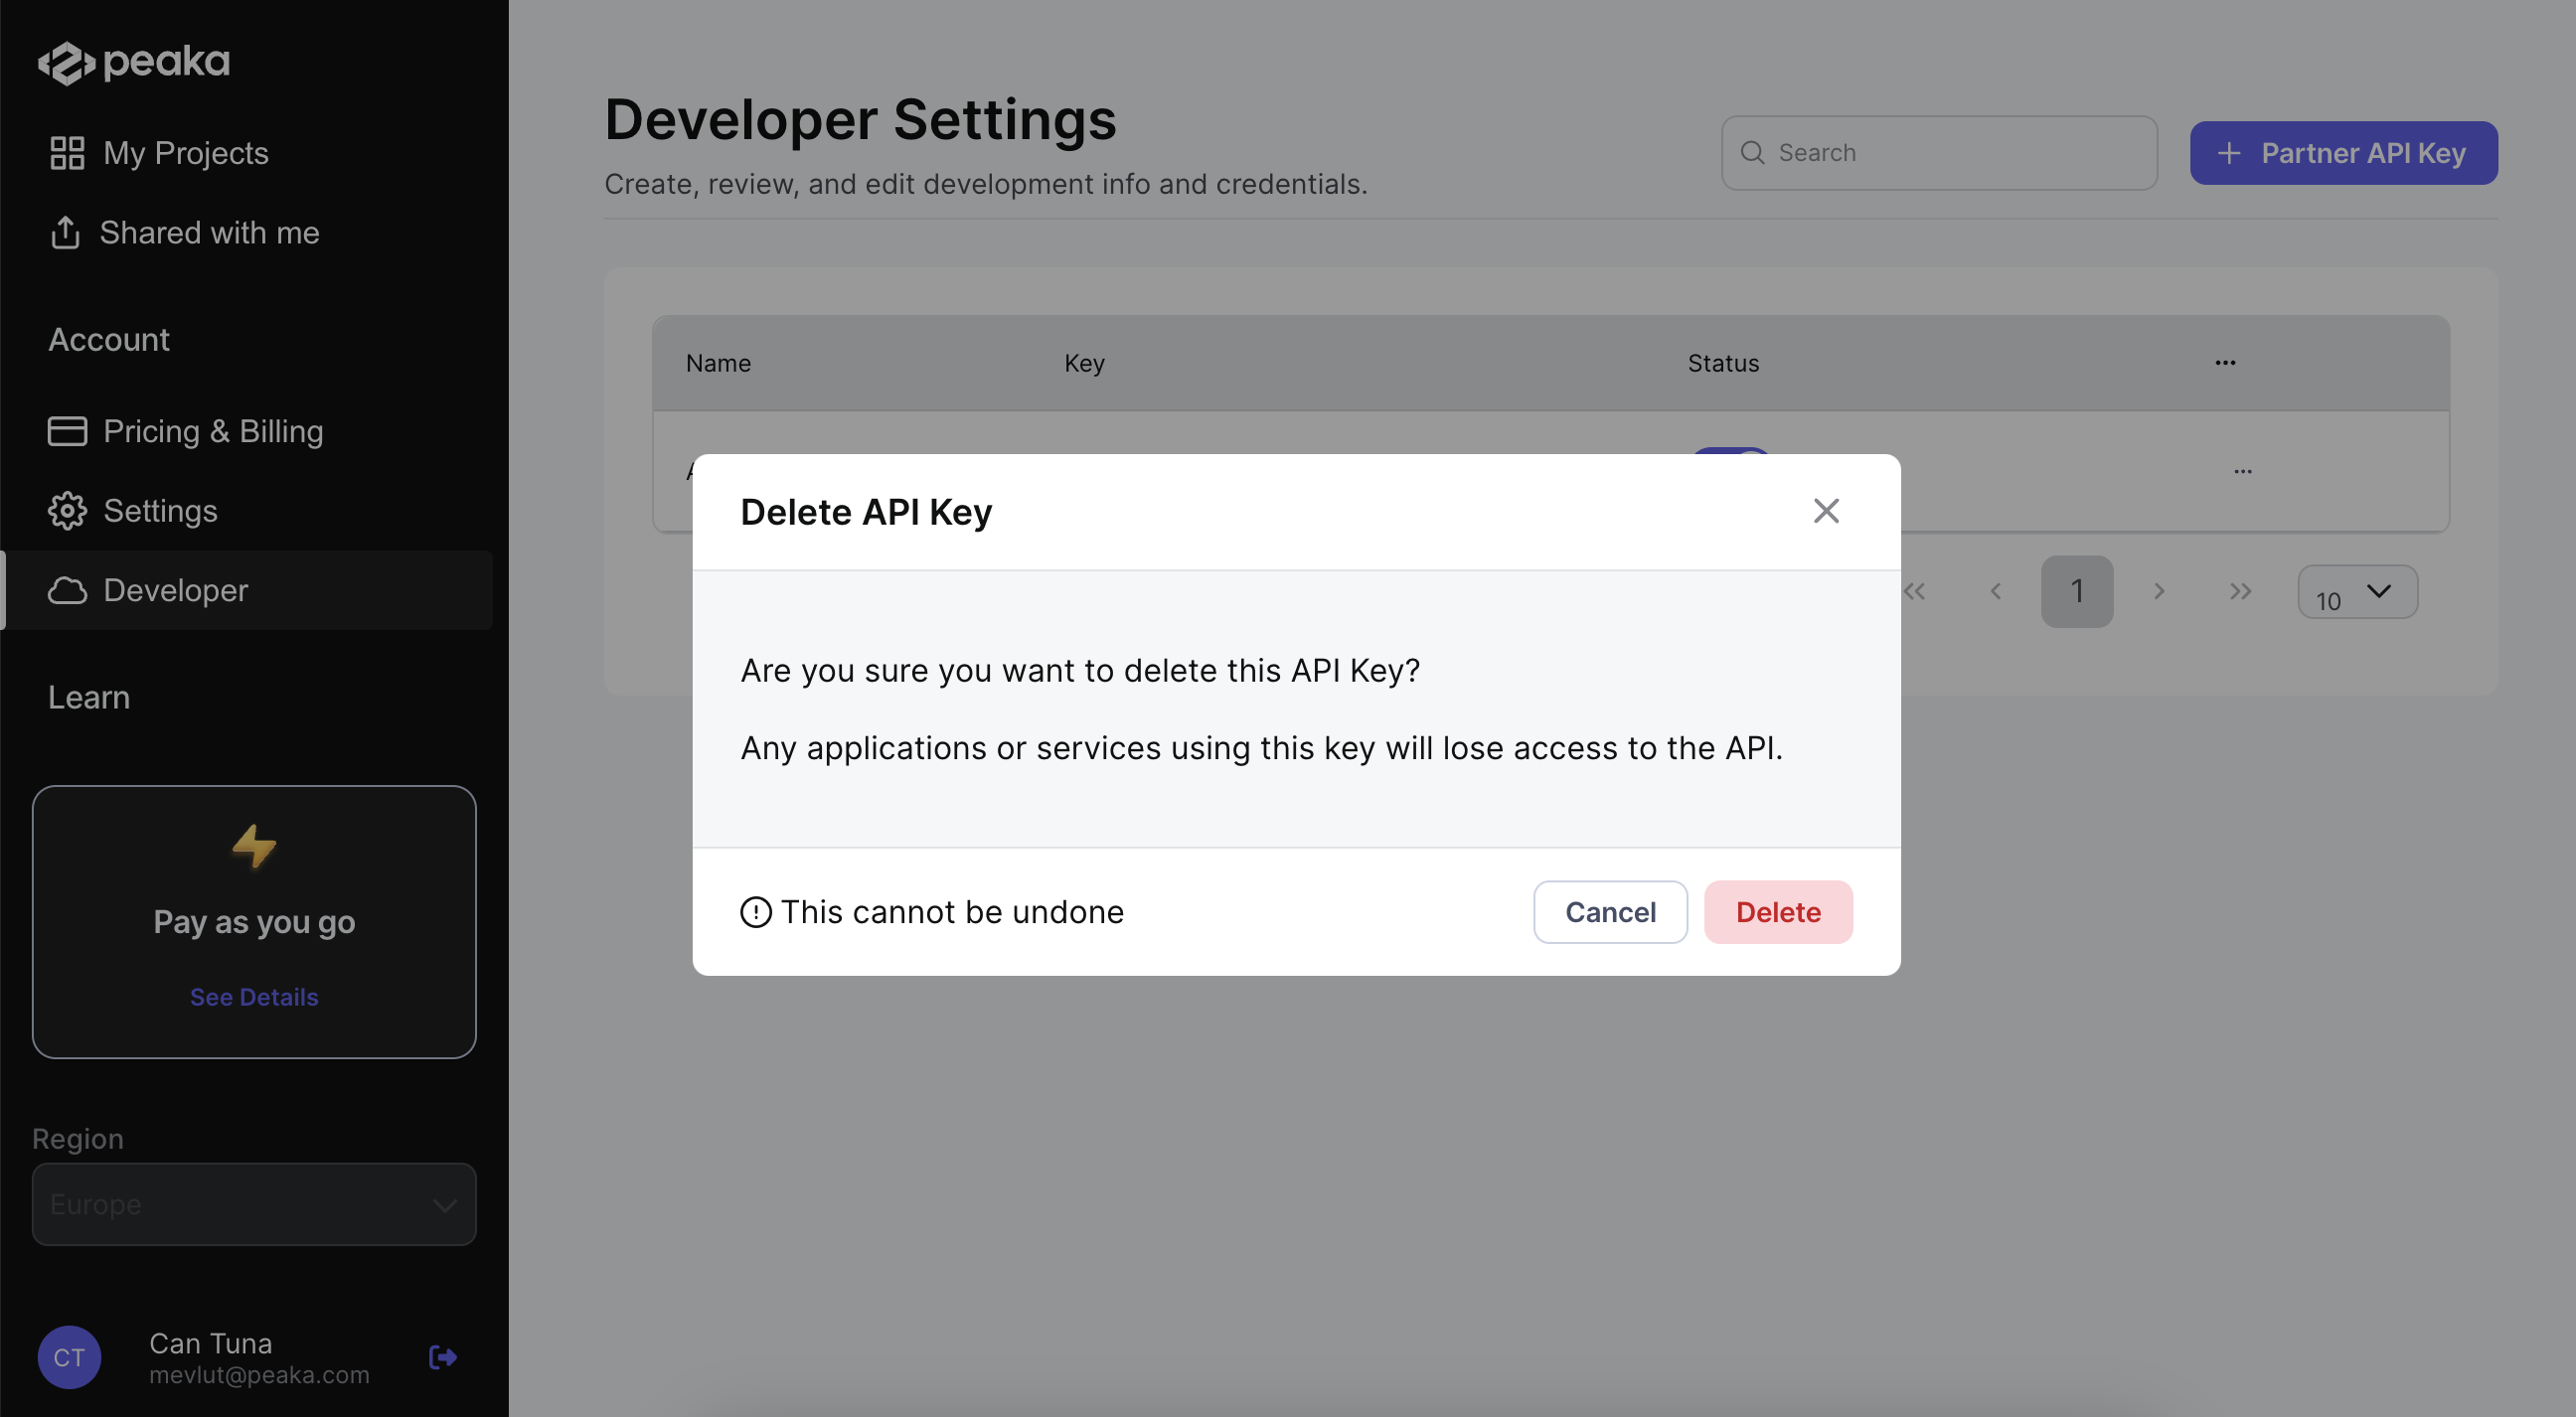 peaka
My Projects
Shared with me
Account
Pricing & Billing
Settings
Developer
Learn
Pay as you go
See Details
Region
Europe
CT
Can Tuna
mevlut@peaka.com
Developer Settings
Create, review, and edit development info and credentials.
Search
+ Partner API Key
Name Key Status ...
...
1
10
Delete API Key
Are you sure you want to delete this API Key?
Any applications or services using this key will lose access to the API.
This cannot be undone
Cancel
Delete